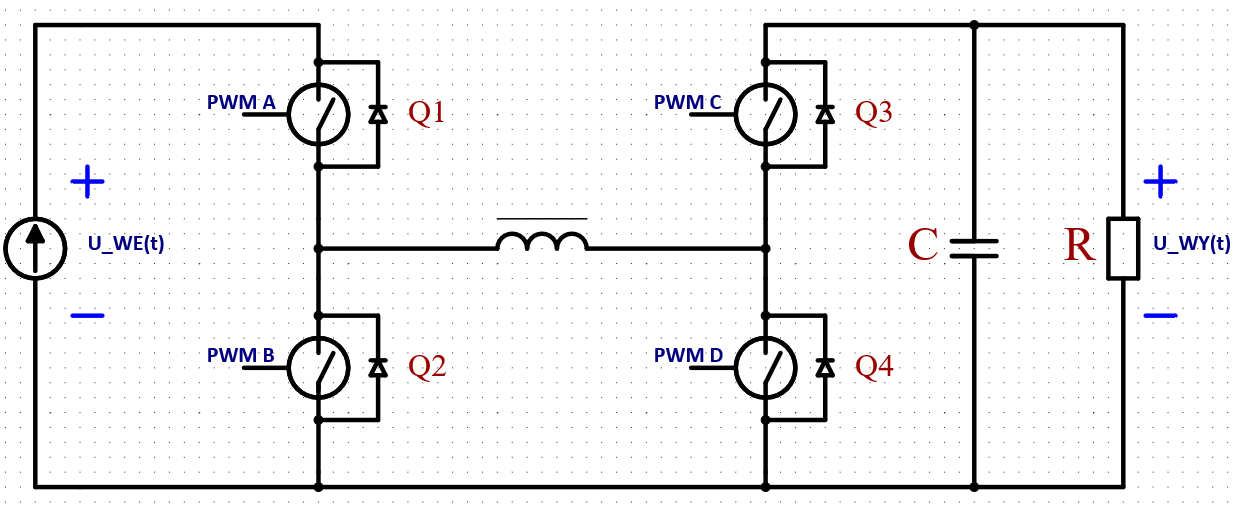 PWM A
Q1
PWM C
Q3
+
+
U_WE(t)
C
R
U_WY(t)
−
−
PWM B
Q2
PWM D
Q4